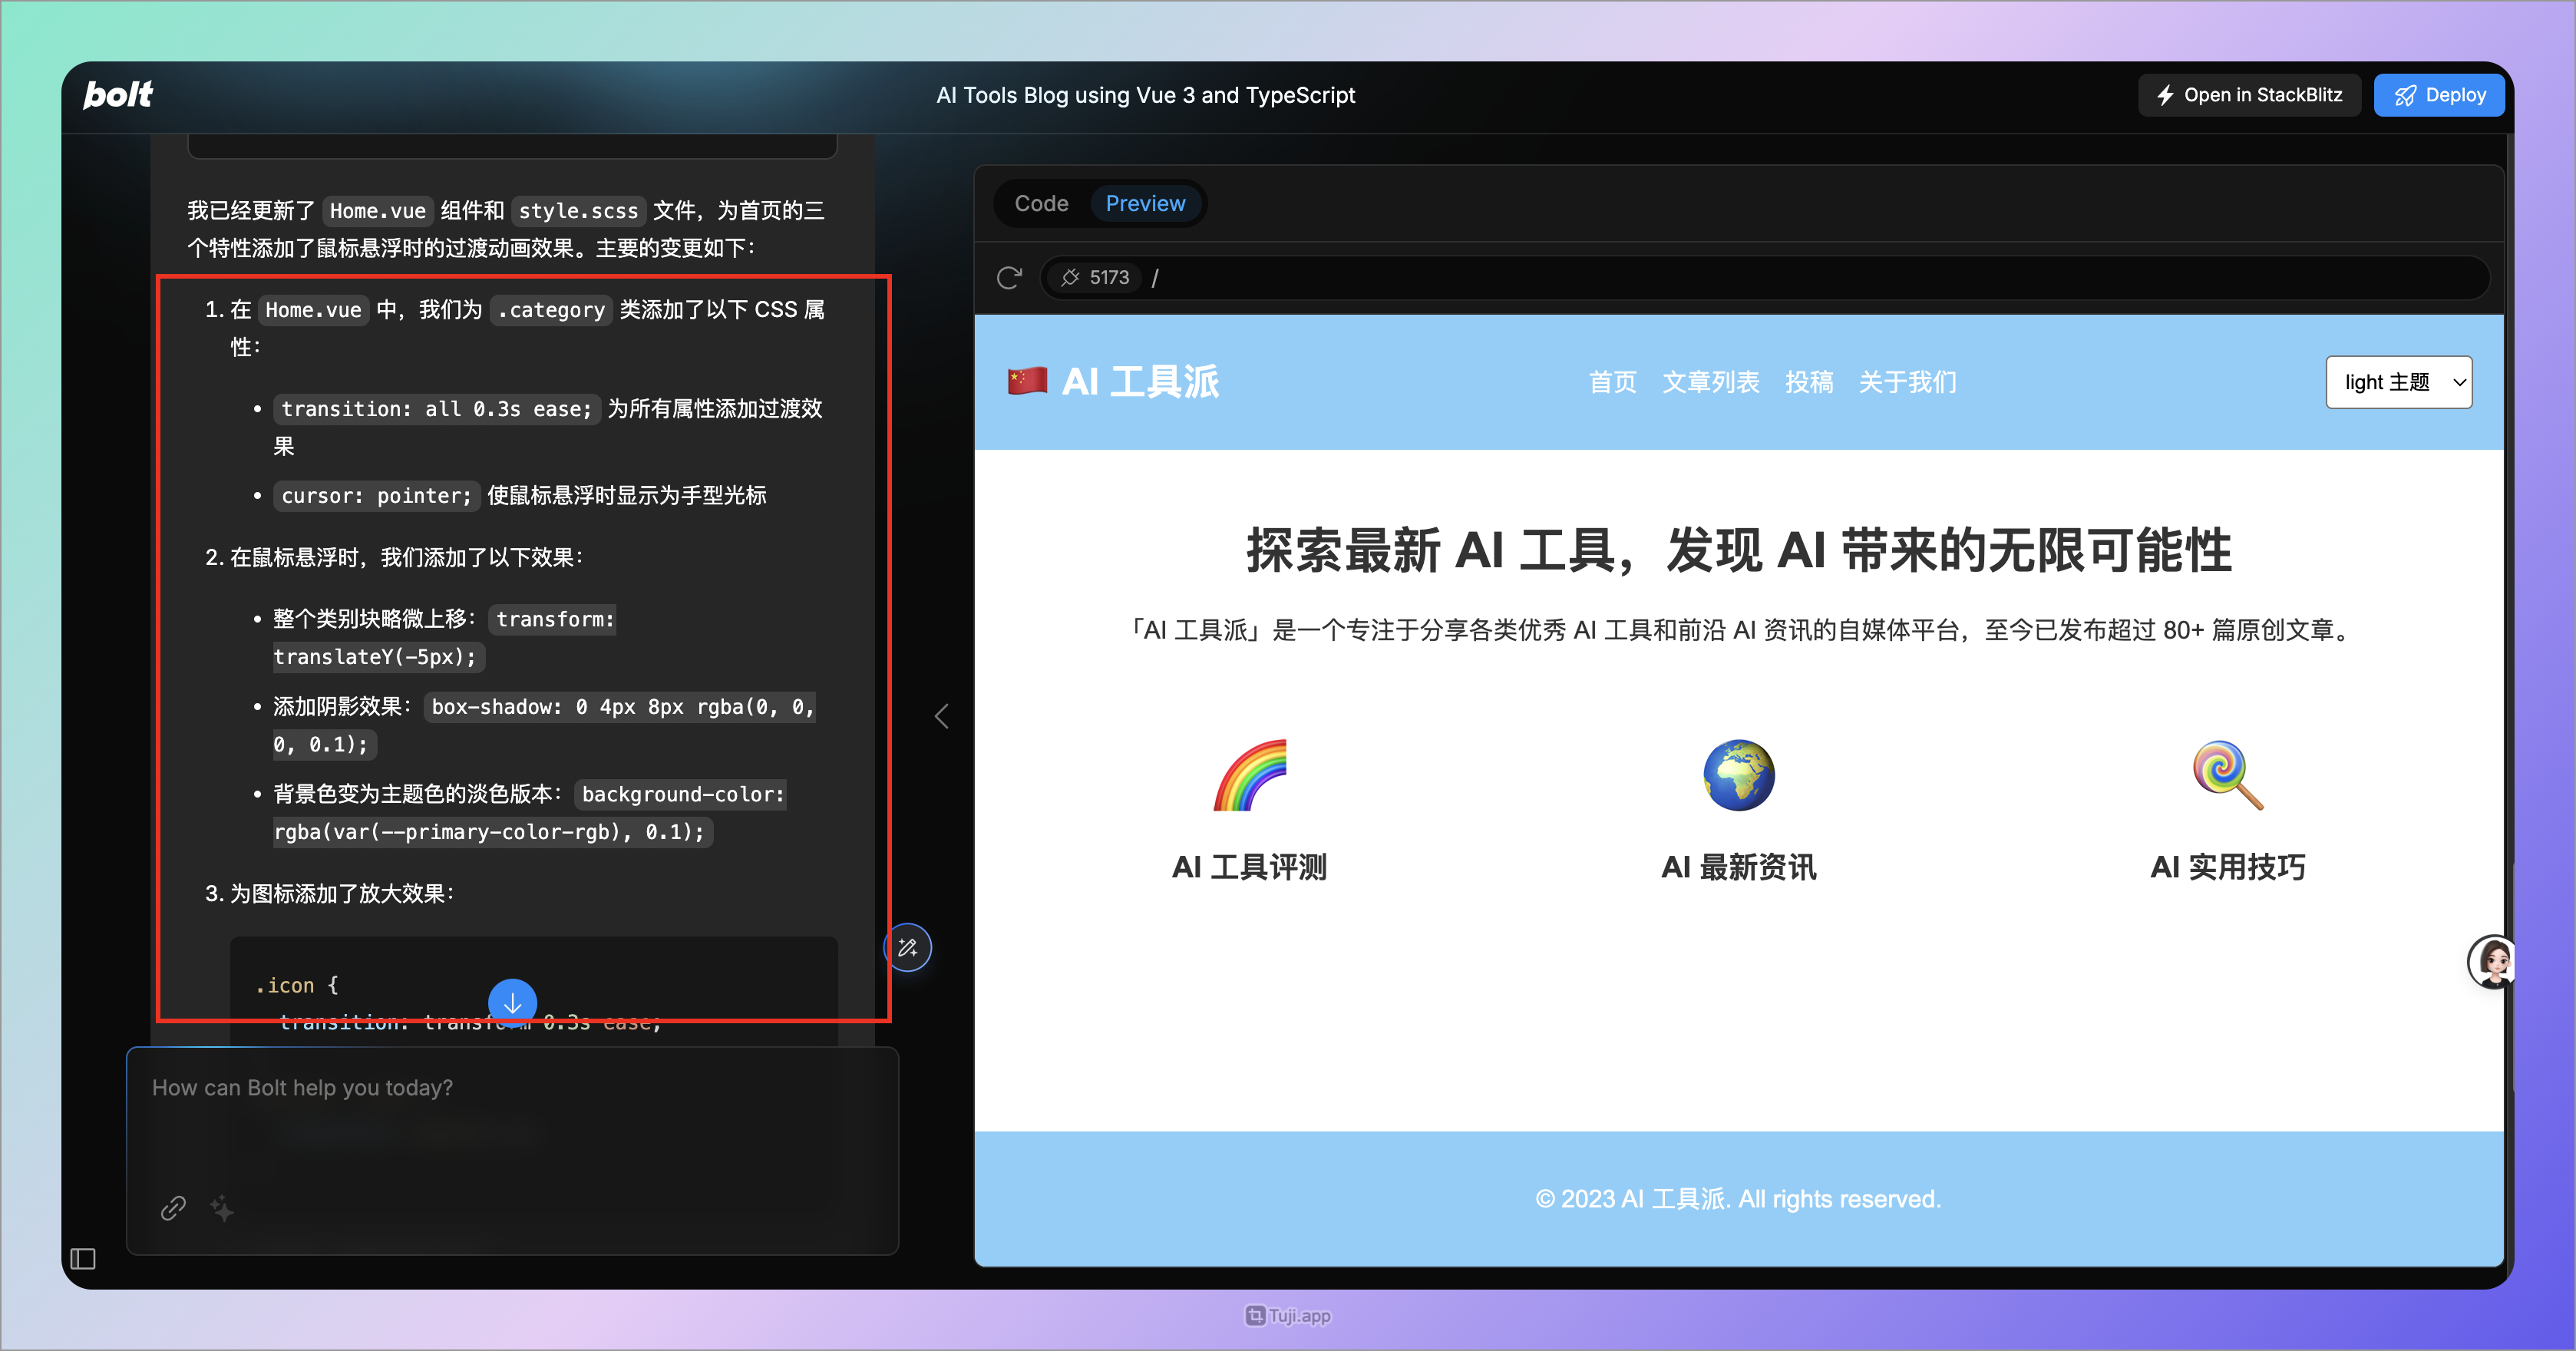 bolt
AI Tools Blog using Vue 3 and TypeScript
Open in StackBlitz
Deploy
我已经更新了 Home.vue 组件和 style.scss 文件，为首页的三
个特性添加了鼠标悬浮时的过渡动画效果。主要的变更如下：
1. 在 Home.vue 中，我们为 .category 类添加了以下 CSS 属
性：
• transition: all 0.3s ease; 为所有属性添加过渡效
果
• cursor: pointer; 使鼠标悬浮时显示为手型光标
2. 在鼠标悬浮时，我们添加了以下效果：
• 整个类别块略微上移： transform:
translateY(-5px);
• 添加阴影效果： box-shadow: 0 4px 8px rgba(0, 0,
0, 0.1);
• 背景色变为主题色的淡色版本： background-color:
rgba(var(--primary-color-rgb), 0.1);
3. 为图标添加了放大效果：
.icon {
transition: transform 0.3s ease;
How can Bolt help you today?
Code
Preview
5173 /
AI 工具派
首页 文章列表 投稿 关于我们
light 主题
探索最新 AI 工具，发现 AI 带来的无限可能性
「AI 工具派」是一个专注于分享各类优秀 AI 工具和前沿 AI 资讯的自媒体平台，至今已发布超过 80+ 篇原创文章。
AI 工具评测
AI 最新资讯
AI 实用技巧
© 2023 AI 工具派. All rights reserved.
Tuji.app